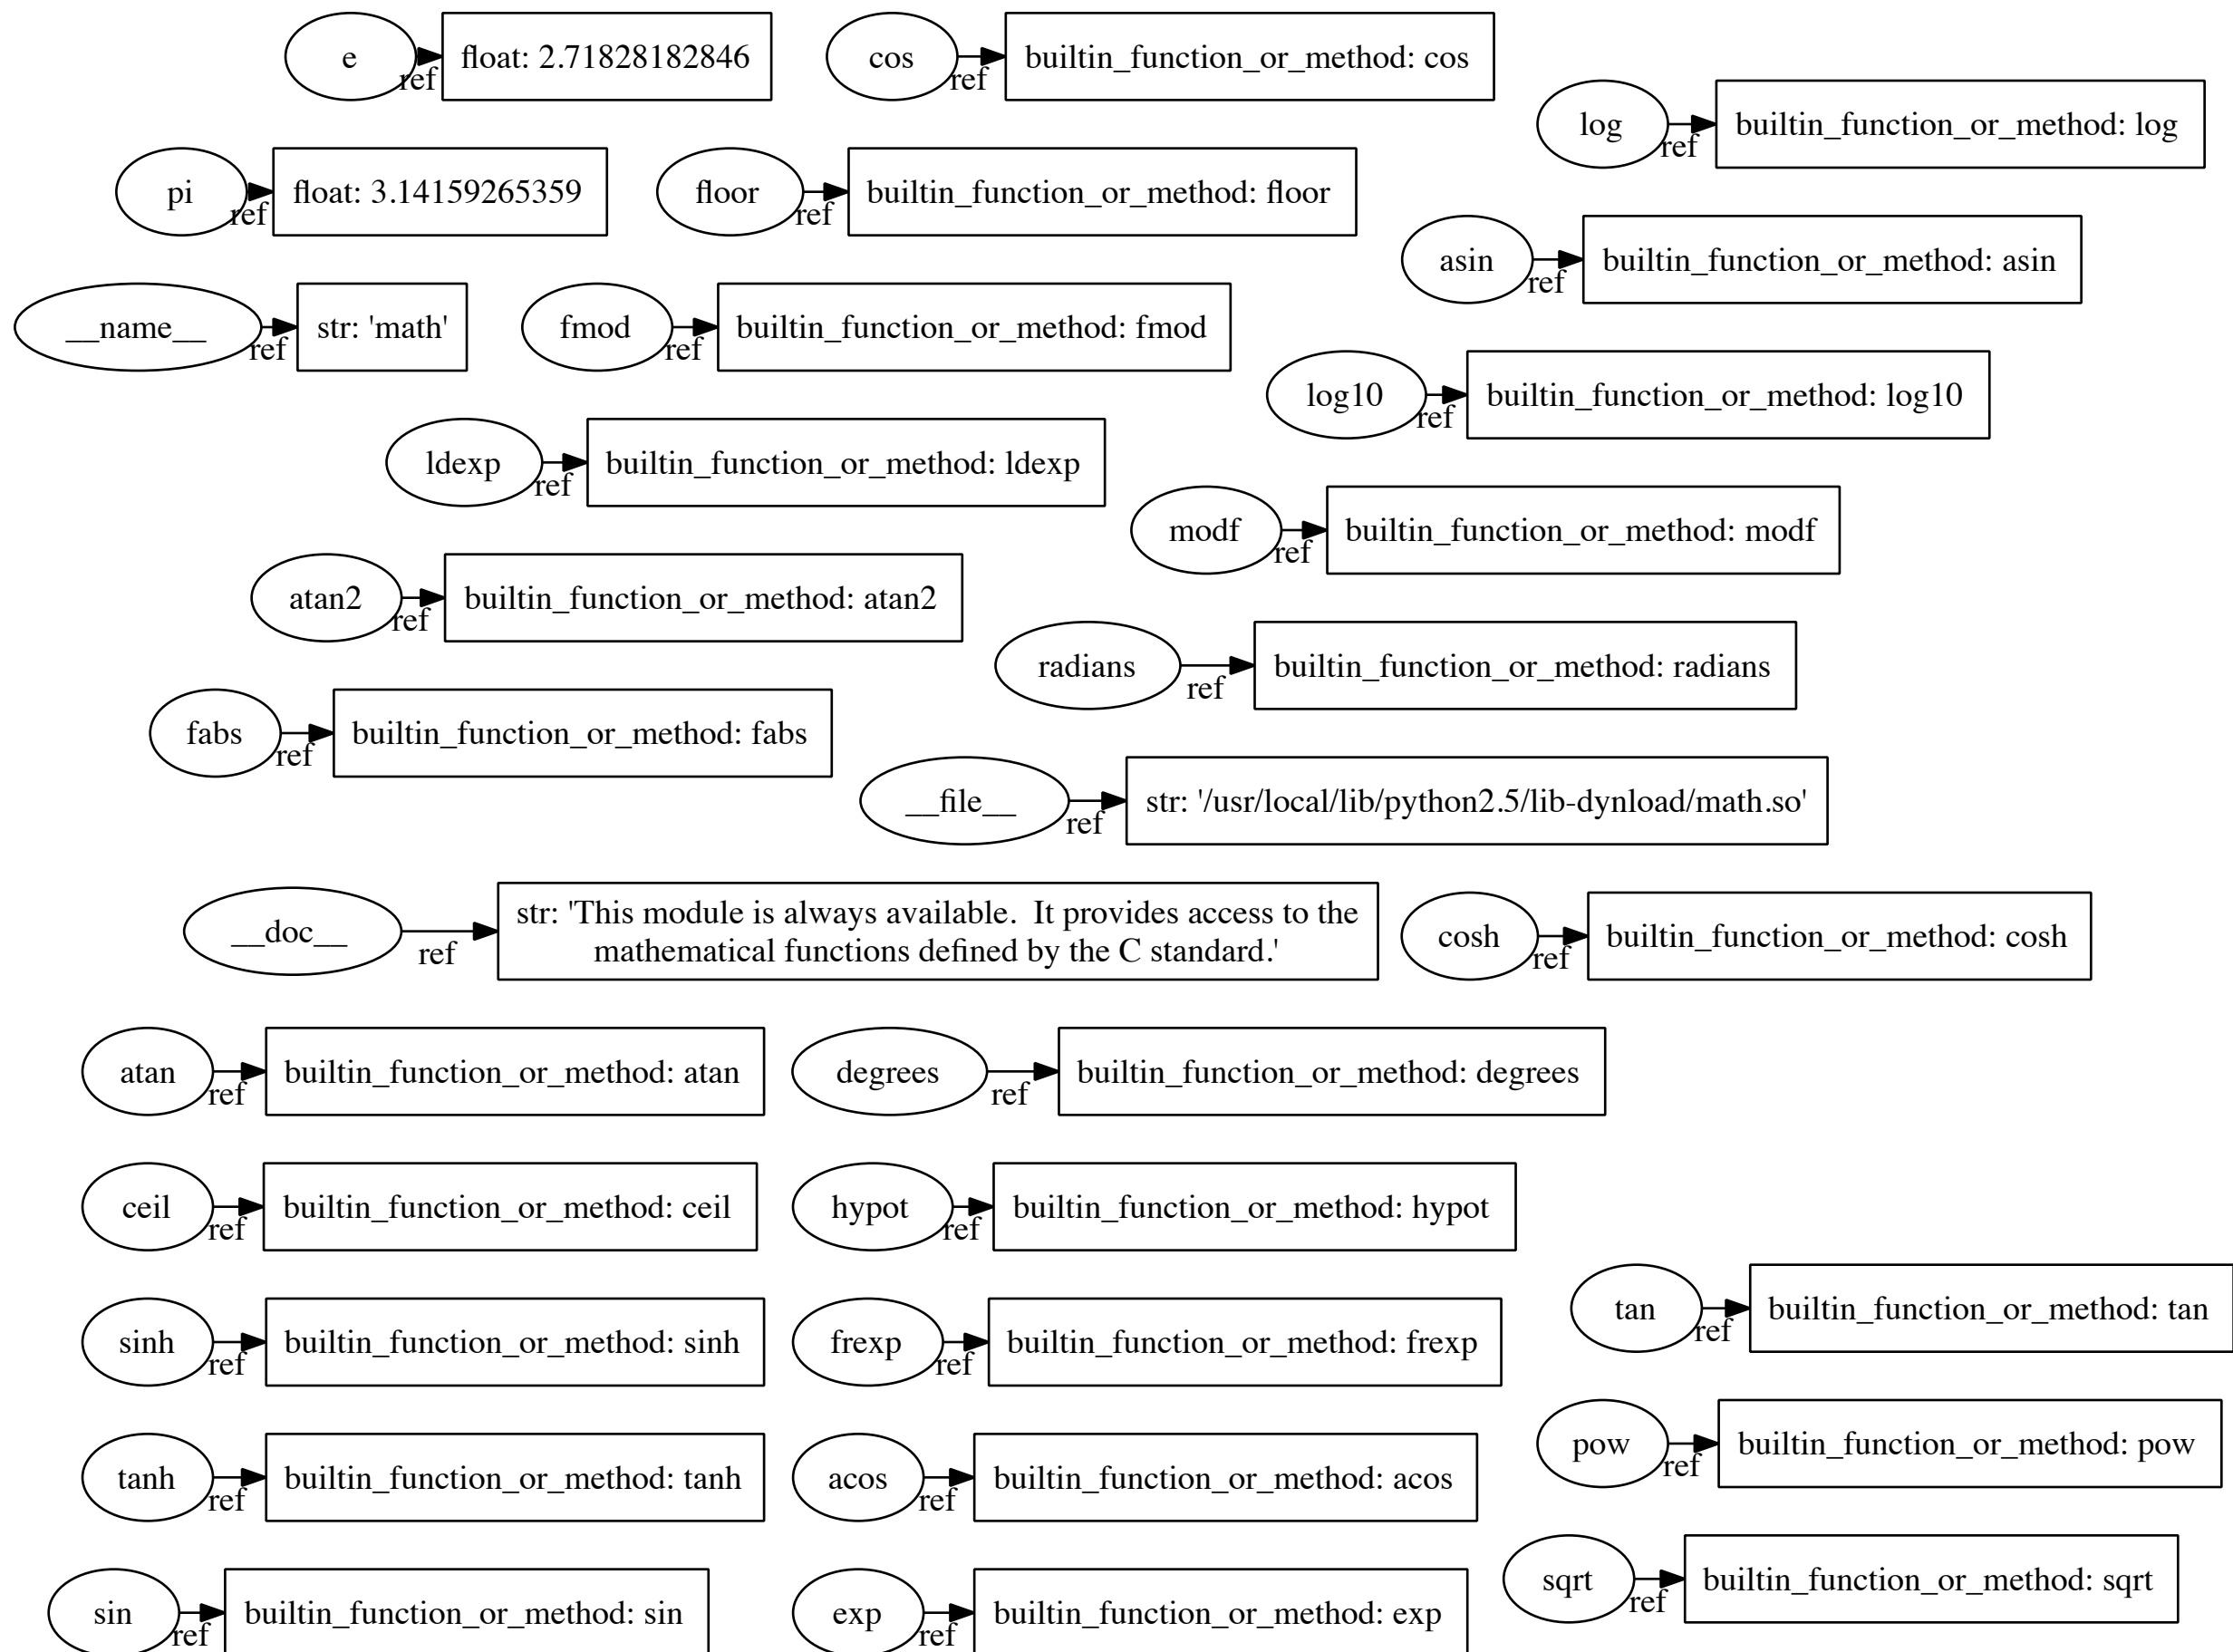 e ref float: 2.71828182846
cos ref builtin_function_or_method: cos
log ref builtin_function_or_method: log
pi ref float: 3.14159265359
floor ref builtin_function_or_method: floor
asin ref builtin_function_or_method: asin
__name__ ref str: 'math'
fmod ref builtin_function_or_method: fmod
log10 ref builtin_function_or_method: log10
ldexp ref builtin_function_or_method: ldexp
modf ref builtin_function_or_method: modf
atan2 ref builtin_function_or_method: atan2
radians ref builtin_function_or_method: radians
fabs ref builtin_function_or_method: fabs
__file__ ref str: '/usr/local/lib/python2.5/lib-dynload/math.so'
__doc__ ref str: 'This module is always available.  It provides access to the
mathematical functions defined by the C standard.'
cosh ref builtin_function_or_method: cosh
atan ref builtin_function_or_method: atan
degrees ref builtin_function_or_method: degrees
ceil ref builtin_function_or_method: ceil
hypot ref builtin_function_or_method: hypot
tan ref builtin_function_or_method: tan
sinh ref builtin_function_or_method: sinh
frexp ref builtin_function_or_method: frexp
pow ref builtin_function_or_method: pow
tanh ref builtin_function_or_method: tanh
acos ref builtin_function_or_method: acos
sqrt ref builtin_function_or_method: sqrt
sin ref builtin_function_or_method: sin
exp ref builtin_function_or_method: exp